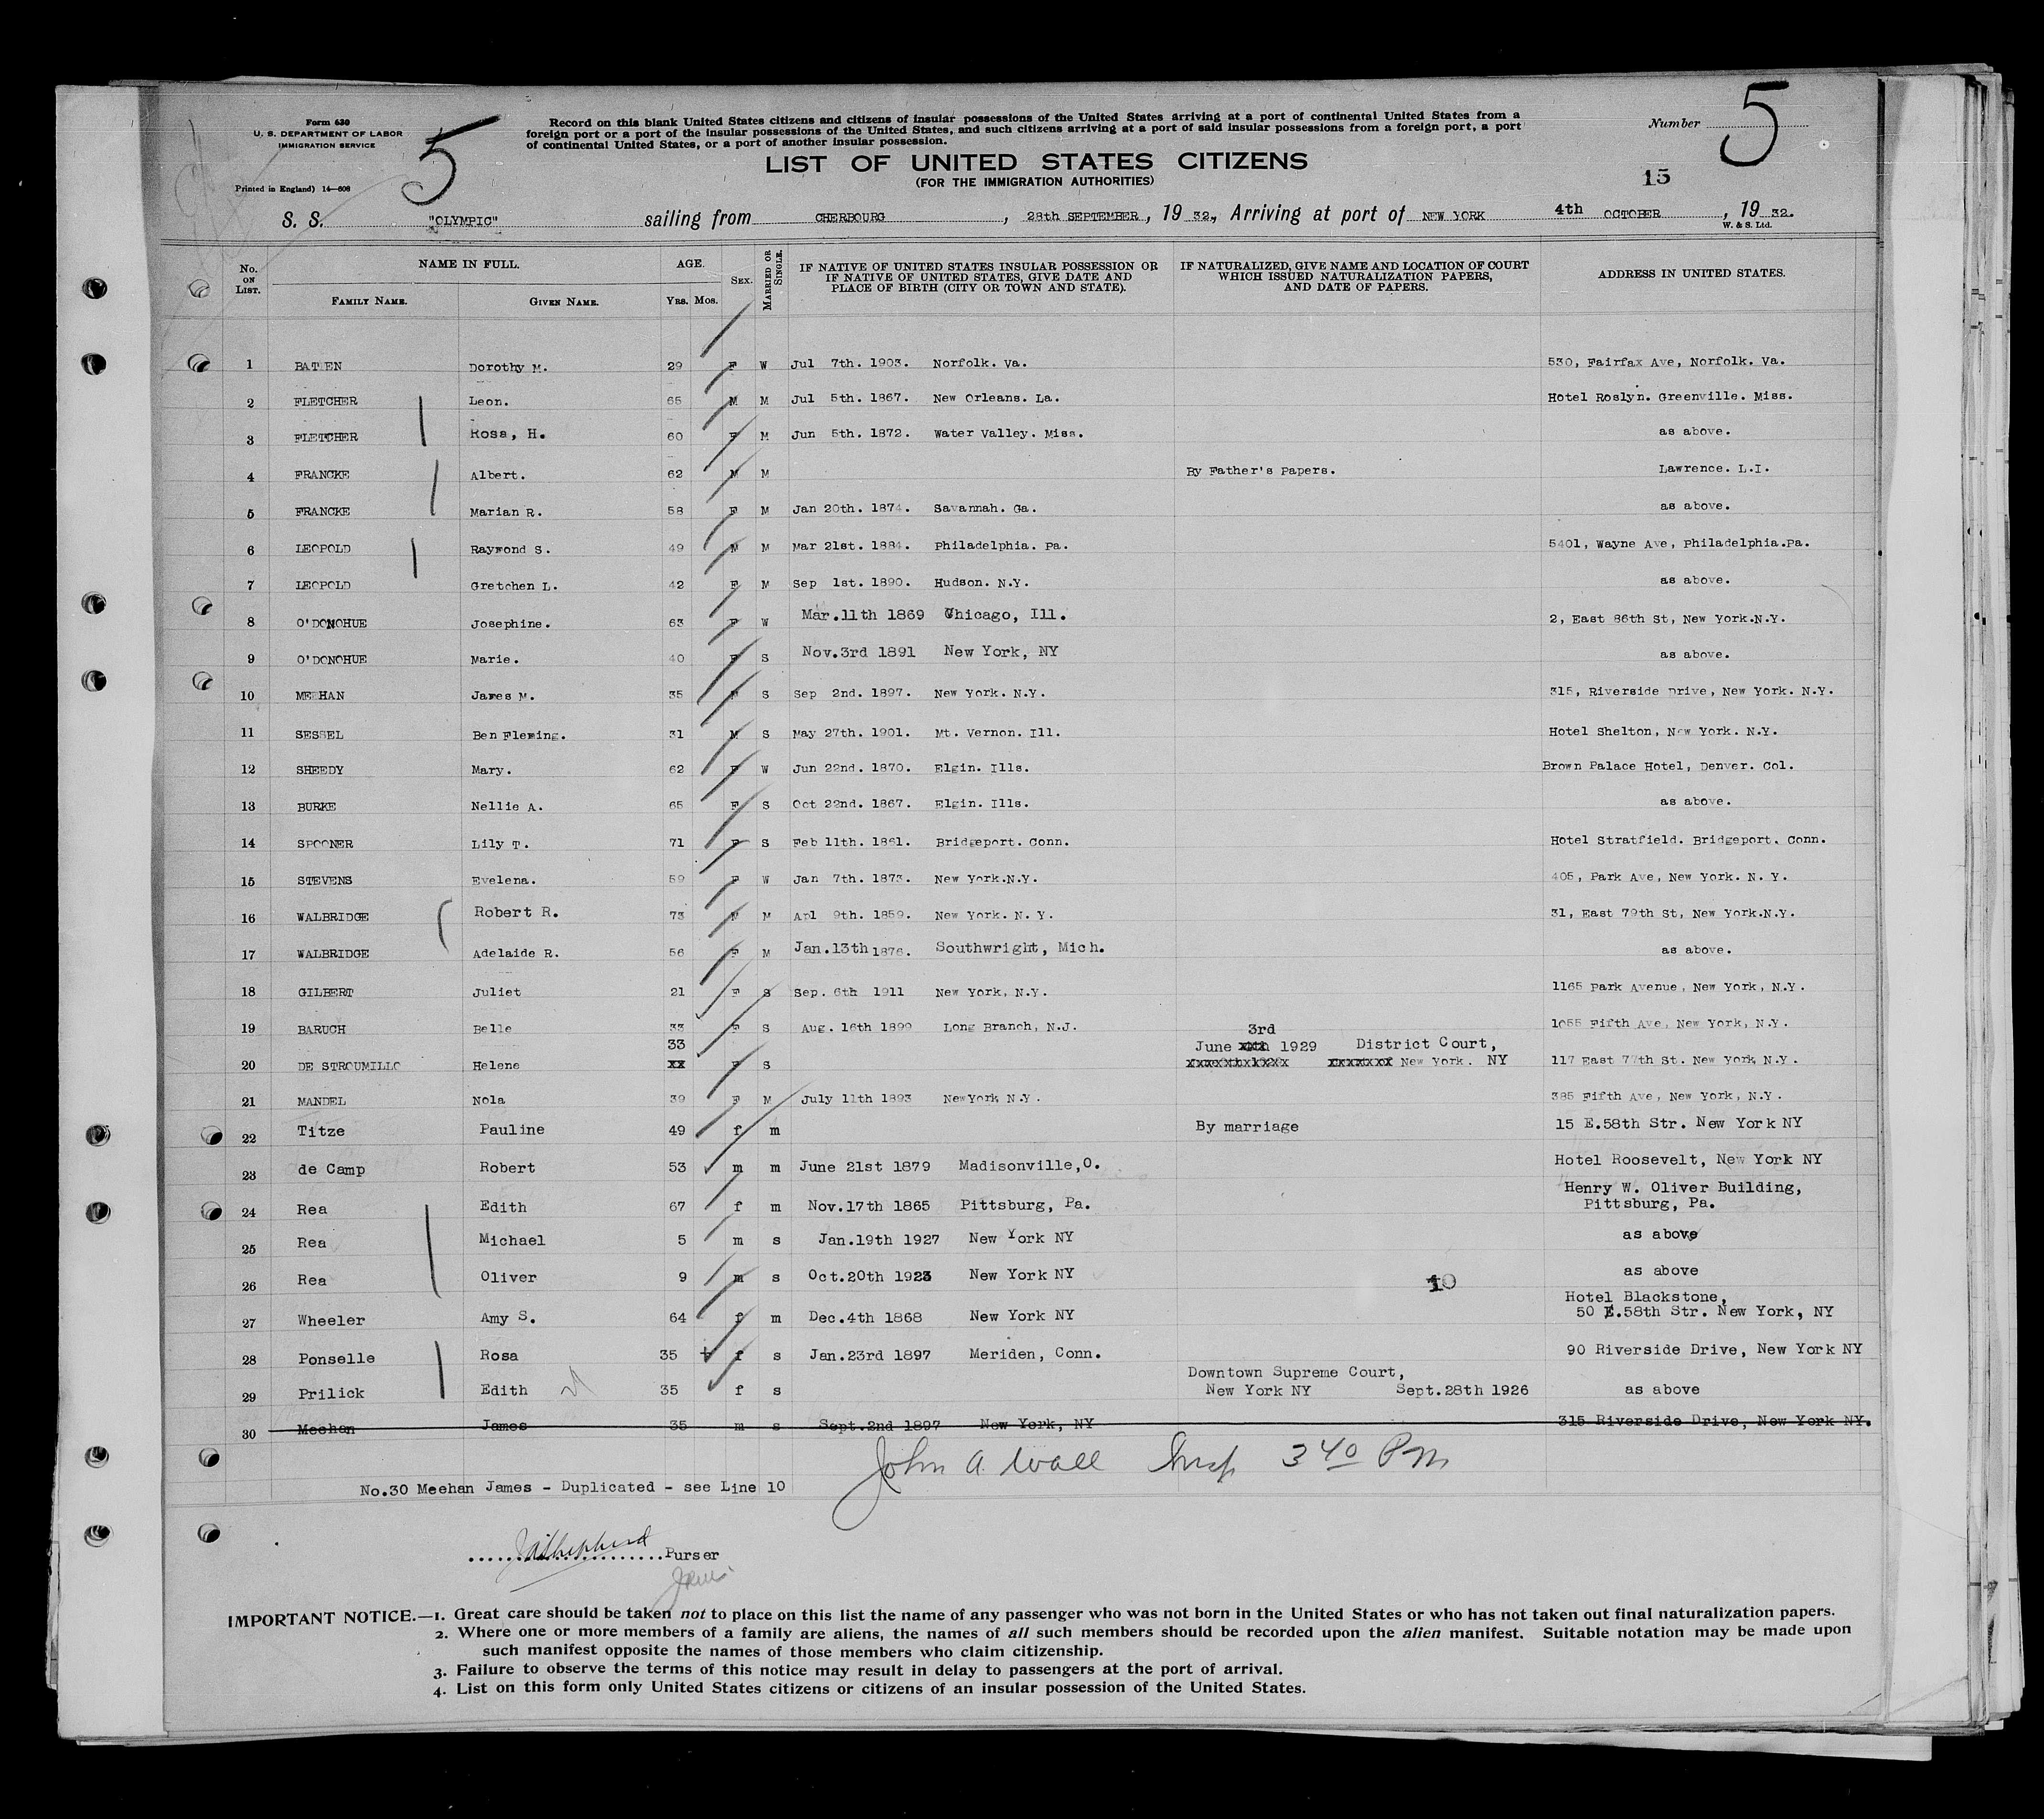 Form 630
U. S. DEPARTMENT OF LABOR
IMMIGRATION SERVICE
Printed in England) 14—608
5
Record on this blank United States citizens and citizens of insular possessions of the United States arriving at a port of continental United States from a
foreign port or a port of the insular possessions of the United States, and such citizens arriving at a port of said insular possessions from a foreign port, a port
of continental United States, or a port of another insular possession.
Number 5
LIST OF UNITED STATES CITIZENS
(FOR THE IMMIGRATION AUTHORITIES)
15
S. S. "OLYMPIC" sailing from CHERBOURG, 28th SEPTEMBER, 1932., Arriving at port of NEW YORK 4th OCTOBER, 1932.
W. & S. Ltd.
No. ON LIST. NAME IN FULL. FAMILY NAME. GIVEN NAME. AGE. YRS. MOS. SEX. MARRIED OR SINGLE. IF NATIVE OF UNITED STATES INSULAR POSSESSION OR IF NATIVE OF UNITED STATES, GIVE DATE AND PLACE OF BIRTH (CITY OR TOWN AND STATE). IF NATURALIZED, GIVE NAME AND LOCATION OF COURT WHICH ISSUED NATURALIZATION PAPERS, AND DATE OF PAPERS. ADDRESS IN UNITED STATES.
1 BATTEN Dorothy M. 29 F W Jul 7th. 1903. Norfolk. Va. 530, Fairfax Ave, Norfolk. Va.
2 FLETCHER Leon. 65 M M Jul 5th. 1867. New Orleans. La. Hotel Roslyn. Greenville. Miss.
3 FLETCHER Rosa, H. 60 F M Jun 5th. 1872. Water Valley. Miss. as above.
4 FRANCKE Albert. 62 M M By Father's Papers. Lawrence. L.I.
5 FRANCKE Marian R. 58 F M Jan 20th. 1874. Savannah. Ga. as above.
6 LEOPOLD Raymond S. 49 M M Mar 21st. 1884. Philadelphia. Pa. 5401, Wayne Ave, Philadelphia.Pa.
7 LEOPOLD Gretchen L. 42 F M Sep 1st. 1890. Hudson. N.Y. as above.
8 O'DONOHUE Josephine. 63 F W Mar.11th 1869 Chicago, Ill. 2, East 86th St, New York.N.Y.
9 O'DONOHUE Marie. 40 F S Nov.3rd 1891 New York, NY as above.
10 MEEHAN James M. 35 S Sep 2nd. 1897. New York. N.Y. 315, Riverside Drive, New York. N.Y.
11 SESSEL Ben Fleming. 31 M S May 27th. 1901. Mt. Vernon. Ill. Hotel Shelton, New York. N.Y.
12 SHEEDY Mary. 62 F W Jun 22nd. 1870. Elgin. Ills. Brown Palace Hotel, Denver. Col.
13 BURKE Nellie A. 65 F S Oct 22nd. 1867. Elgin. Ills. as above.
14 SPOONER Lily T. 71 F S Feb 11th. 1861. Bridgeport. Conn. Hotel Stratfield. Bridgeport. Conn.
15 STEVENS Evelena. 59 F W Jan 7th. 1873. New York.N.Y. 405, Park Ave, New York. N. Y.
16 WALBRIDGE Robert R. 73 M M Apl 9th. 1859. New York. N. Y. 31, East 79th St, New York.N.Y.
17 WALBRIDGE Adelaide R. 56 F M Jan.13th 1876. Southwright, Mich. as above.
18 GILBERT Juliet 21 F S Sep. 6th 1911 New York, N.Y. 1165 Park Avenue, New York, N.Y.
19 BARUCH Belle 33 F S Aug. 16th 1899 Long Branch, N.J. 1055 Fifth Ave, New York, N.Y.
3rd
33 June xxx 1929 District Court,
20 DE STROUMILLO Helene xx F S New York. NY 117 East 77th St. New York N.Y.
21 MANDEL Nola 39 F M July 11th 1893 NewYork N.Y. 385 Fifth Ave, New York, N.Y.
22 Titze Pauline 49 f m By marriage 15 E.58th Str. New York NY
23 de Camp Robert 53 m m June 21st 1879 Madisonville,O. Hotel Roosevelt, New York NY
Henry W. Oliver Building,
24 Rea Edith 67 f m Nov.17th 1865 Pittsburg, Pa. Pittsburg, Pa.
25 Rea Michael 5 m s Jan.19th 1927 New York NY as above
26 Rea Oliver 9 m s Oct.20th 1923 New York NY 10 as above
Hotel Blackstone,
27 Wheeler Amy S. 64 f m Dec.4th 1868 New York NY 50 E.58th Str. New York, NY
28 Ponselle Rosa 35 f s Jan.23rd 1897 Meriden, Conn. 90 Riverside Drive, New York NY
Downtown Supreme Court,
29 Prilick Edith 35 f s New York NY Sept.28th 1926 as above
30 Meehan James 35 m s Sept.2nd 1897 New York, NY 315 Riverside Drive, New York NY.
John A. Wall Insp 3 40 PM
No.30 Meehan James - Duplicated - see Line 10
Purser
IMPORTANT NOTICE.—1. Great care should be taken not to place on this list the name of any passenger who was not born in the United States or who has not taken out final naturalization papers.
2. Where one or more members of a family are aliens, the names of all such members should be recorded upon the alien manifest. Suitable notation may be made upon
such manifest opposite the names of those members who claim citizenship.
3. Failure to observe the terms of this notice may result in delay to passengers at the port of arrival.
4. List on this form only United States citizens or citizens of an insular possession of the United States.